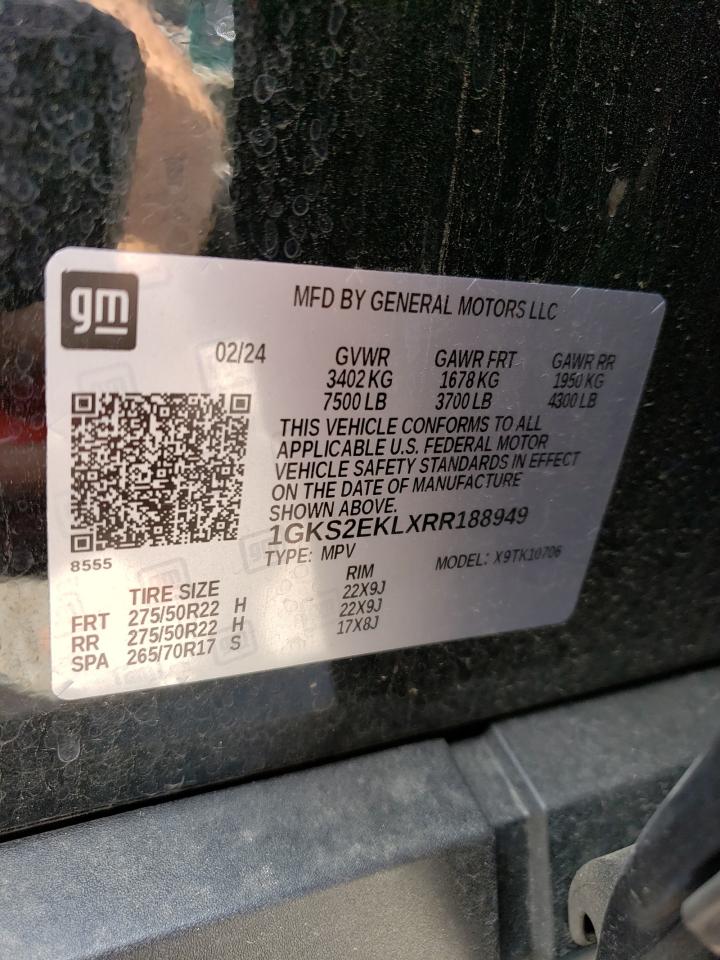 gm
MFD BY GENERAL MOTORS LLC
02/24 GVWR GAWR FRT GAWR RR
3402 KG 1678 KG 1950 KG
7500 LB 3700 LB 4300 LB
THIS VEHICLE CONFORMS TO ALL
APPLICABLE U.S. FEDERAL MOTOR
VEHICLE SAFETY STANDARDS IN EFFECT
ON THE DATE OF MANUFACTURE
SHOWN ABOVE.
1GKS2EKLXRR188949
8555 TYPE: MPV MODEL: X9TK10706
TIRE SIZE RIM
FRT 275/50R22 H 22X9J
RR 275/50R22 H 22X9J
SPA 265/70R17 S 17X8J